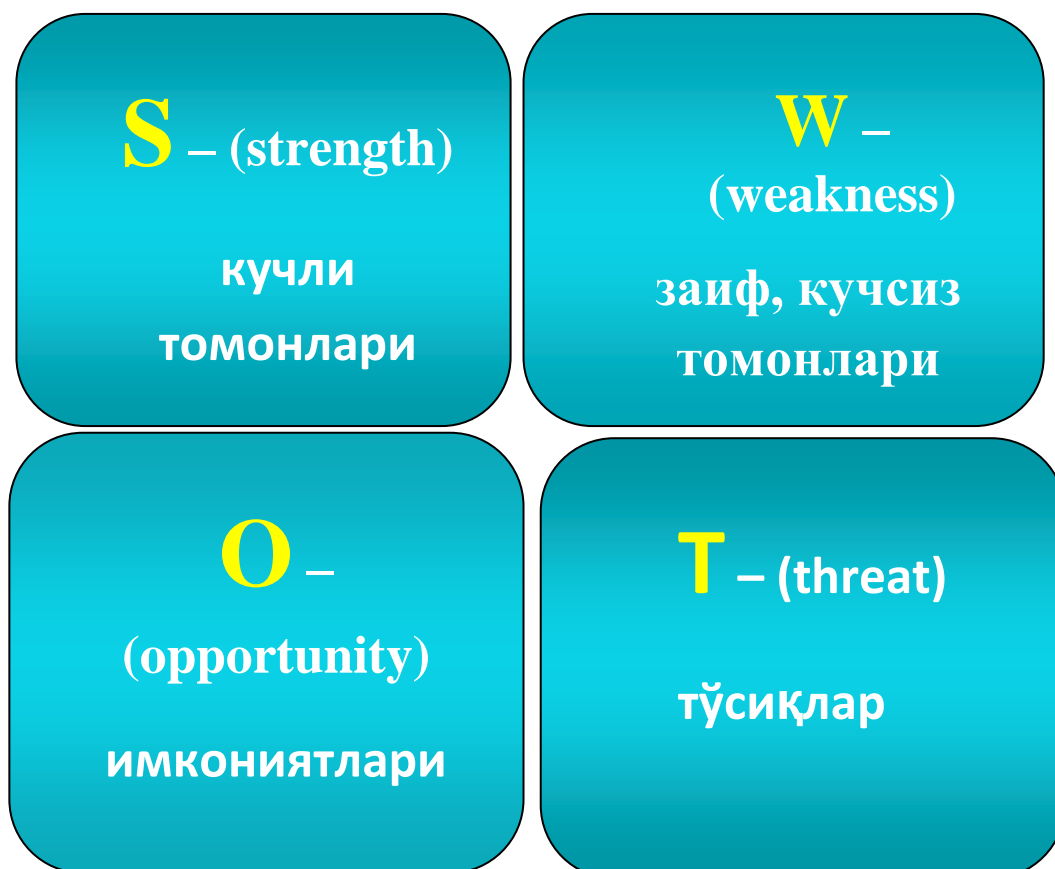 S – (strength)
кучли
томонлари
W –
(weakness)
заиф, кучсиз
томонлари
O –
(opportunity)
имкониятлари
T – (threat)
тўсиқлар